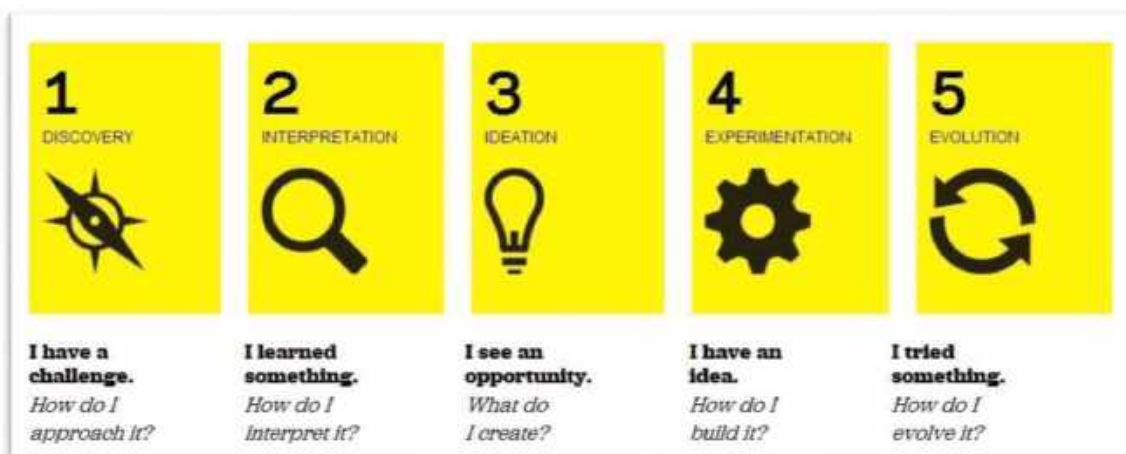 1
DISCOVERY
I have a
challenge.
How do I
approach it?
2
INTERPRETATION
I learned
something.
How do I
interpret it?
3
IDEATION
I see an
opportunity.
What do
I create?
4
EXPERIMENTATION
I have an
idea.
How do I
build it?
5
EVOLUTION
I tried
something.
How do I
evolve it?